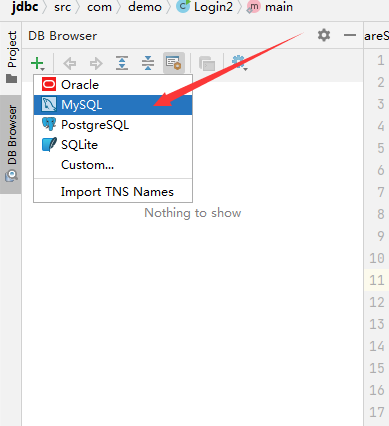 jdbc > src > com > demo > Login2 > main
Project
DB Browser
DB Browser
areS
Oracle
MySQL
PostgreSQL
SQLite
Custom...
Import TNS Names
Nothing to show
1
2
3
4
5
6
7
8
9
10
11
12
13
14
15
16
17